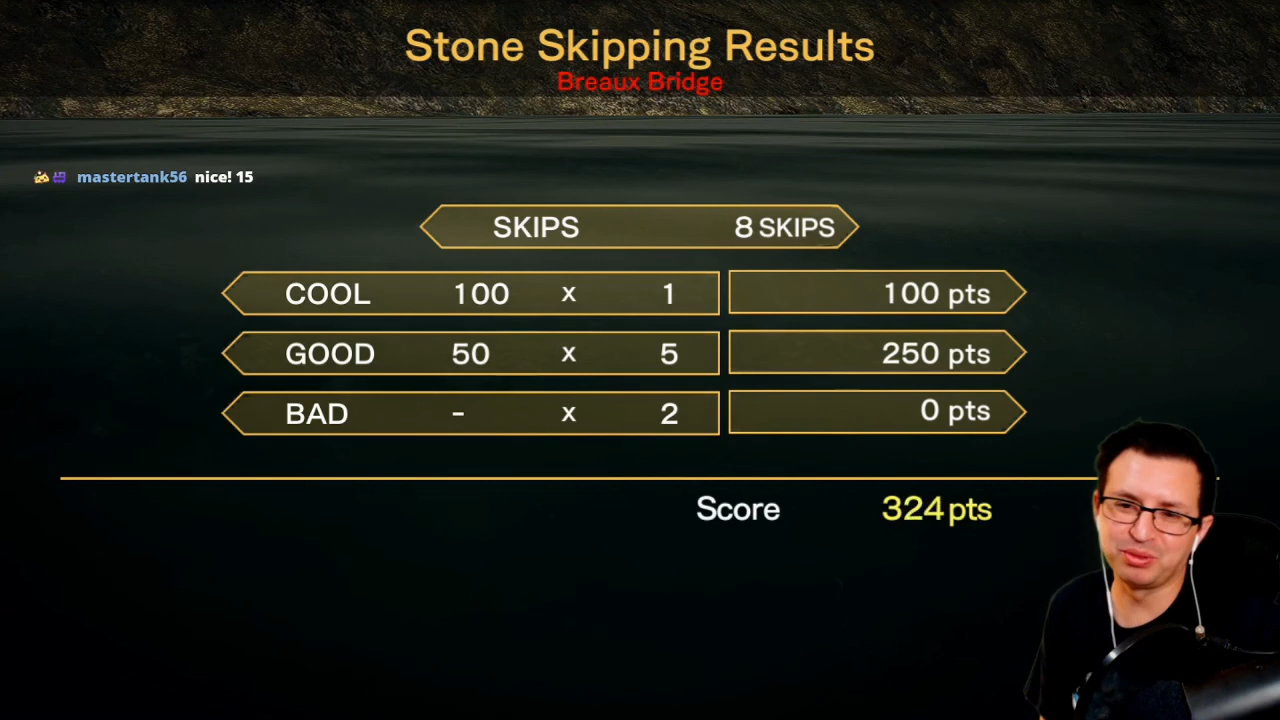 Stone Skipping Results
Breaux Bridge
mastertank56 nice! 15
SKIPS 8 SKIPS
COOL 100 x 1 100 pts
GOOD 50 x 5 250 pts
BAD - x 2 0 pts
Score 324 pts